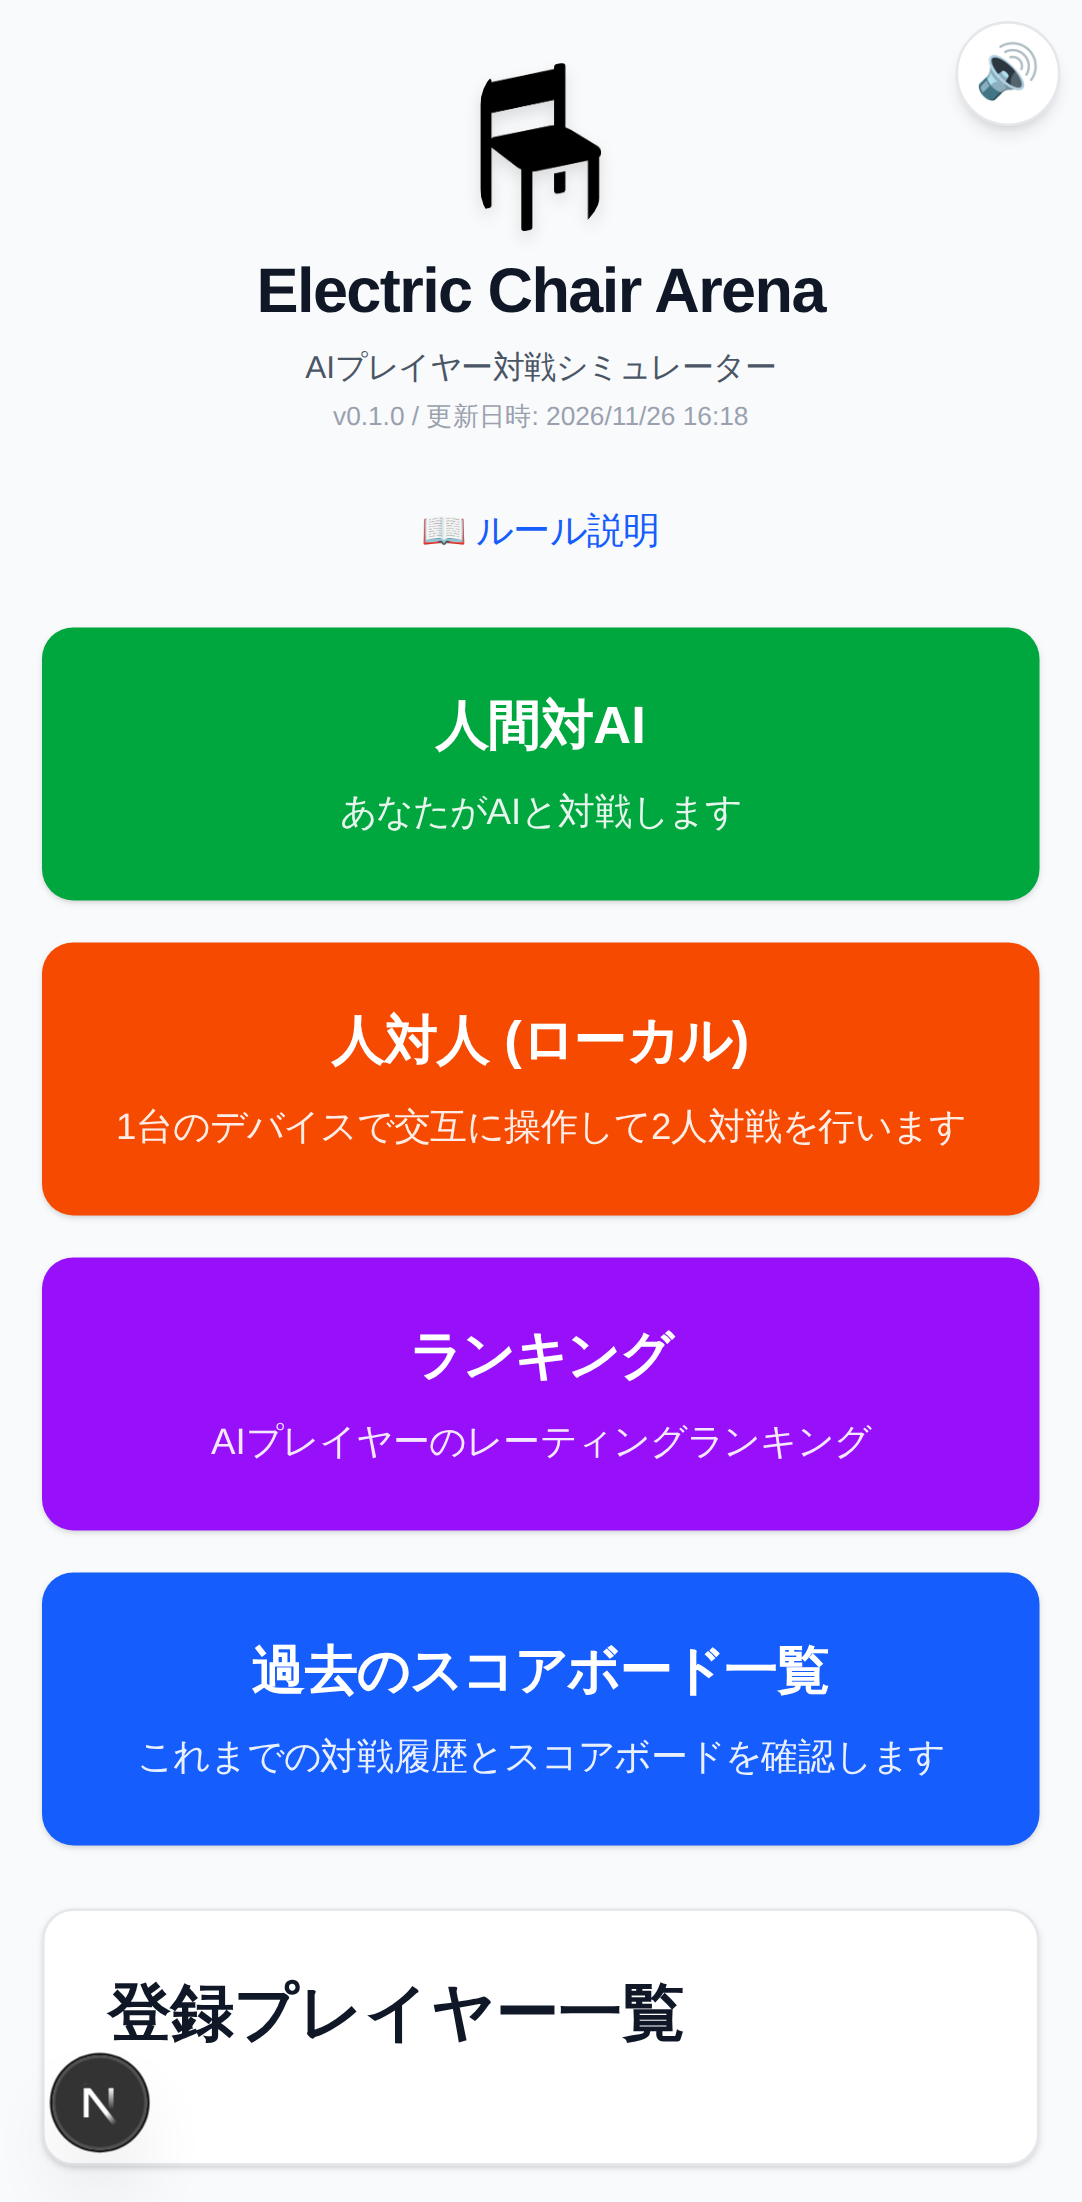 Electric Chair Arena
AIプレイヤー対戦シミュレーター
v0.1.0 / 更新日時: 2026/11/26 16:18
📖 ルール説明
人間対AI
あなたがAIと対戦します
人対人 (ローカル)
1台のデバイスで交互に操作して2人対戦を行います
ランキング
AIプレイヤーのレーティングランキング
過去のスコアボード一覧
これまでの対戦履歴とスコアボードを確認します
登録プレイヤー一覧
N